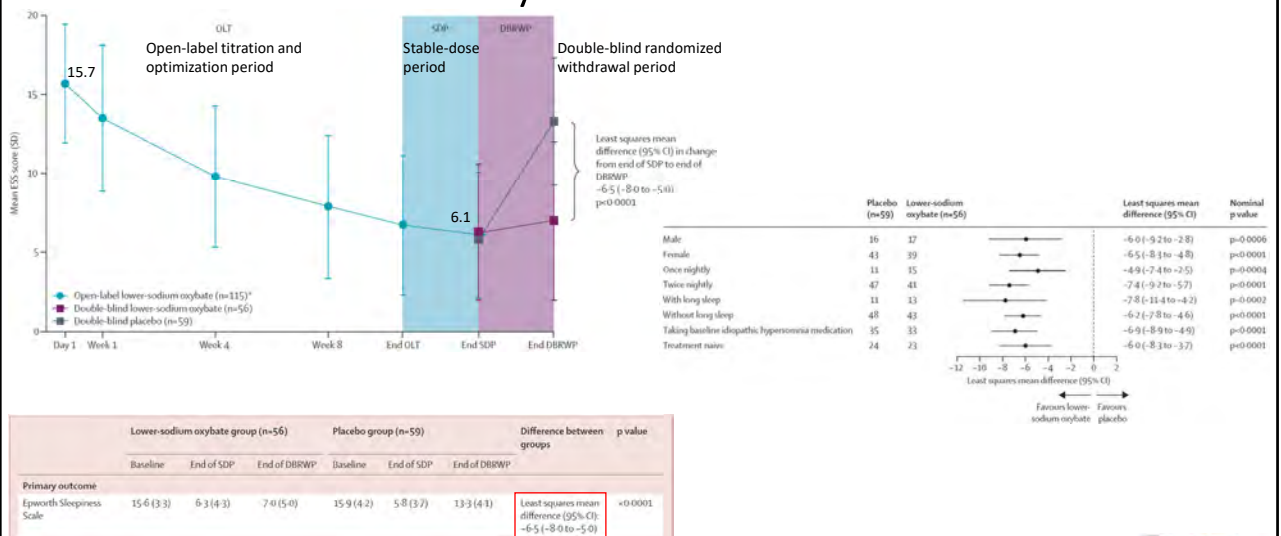 20
15
10
5
0
Mean ESS score (SD)
OLT
SDP
DBRWP
Open-label titration and
optimization period
Stable-dose
period
Double-blind randomized
withdrawal period
15.7
6.1
Least squares mean
difference (95% CI) in change
from end of SDP to end of
DBRWP
–6·5 (–8·0 to –5·0)
p<0·0001
Open-label lower-sodium oxybate (n=115)*
Double-blind lower-sodium oxybate (n=56)
Double-blind placebo (n=59)
Day 1 Week 1 Week 4 Week 8 End OLT End SDP End DBRWP
Placebo (n=59) Lower-sodium oxybate (n=56) Least squares mean difference (95% CI) Nominal p value
Male 16 17 –6·0 (–9·2 to –2·8) p=0·0006
Female 43 39 –6·5 (–8·3 to –4·8) p<0·0001
Once nightly 11 15 –4·9 (–7·4 to –2·5) p=0·0004
Twice nightly 47 41 –7·4 (–9·2 to –5·7) p<0·0001
With long sleep 11 13 –7·8 (–11·4 to –4·2) p=0·0002
Without long sleep 48 43 –6·2 (–7·8 to –4·6) p<0·0001
Taking baseline idiopathic hypersomnia medication 35 33 –6·9 (–8·9 to –4·9) p<0·0001
Treatment naive 24 23 –6·0 (–8·3 to –3·7) p<0·0001
–12 –10 –8 –6 –4 –2 0 2
Least squares mean difference (95% CI)
Favours lower-sodium oxybate Favours placebo
Lower-sodium oxybate group (n=56) Placebo group (n=59) Difference between groups p value
Baseline End of SDP End of DBRWP Baseline End of SDP End of DBRWP
Primary outcome
Epworth Sleepiness Scale 15·6 (3·3) 6·3 (4·3) 7·0 (5·0) 15·9 (4·2) 5·8 (3·7) 13·3 (4·1) Least squares mean difference (95% CI): –6·5 (–8·0 to –5·0) <0·0001